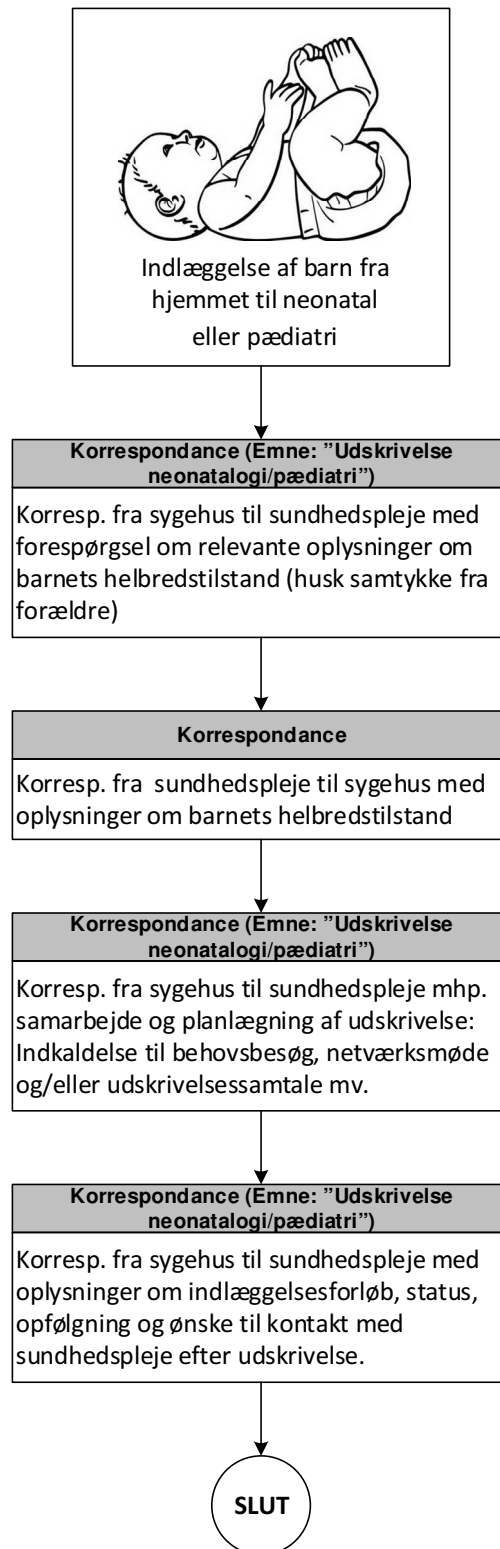 Indlæggelse af barn fra
hjemmet til neonatal
eller pædiatri
Korrespondance (Emne: ”Udskrivelse
neonatalogi/pædiatri”)
Korresp. fra sygehus til sundhedspleje med
forespørgsel om relevante oplysninger om
barnets helbredstilstand (husk samtykke fra
forældre)
Korrespondance
Korresp. fra sundhedspleje til sygehus med
oplysninger om barnets helbredstilstand
Korrespondance (Emne: ”Udskrivelse
neonatalogi/pædiatri”)
Korresp. fra sygehus til sundhedspleje mhp.
samarbejde og planlægning af udskrivelse:
Indkaldelse til behovsbesøg, netværksmøde
og/eller udskrivelsessamtale mv.
Korrespondance (Emne: ”Udskrivelse
neonatalogi/pædiatri”)
Korresp. fra sygehus til sundhedspleje med
oplysninger om indlæggelsesforløb, status,
opfølgning og ønske til kontakt med
sundhedspleje efter udskrivelse.
SLUT